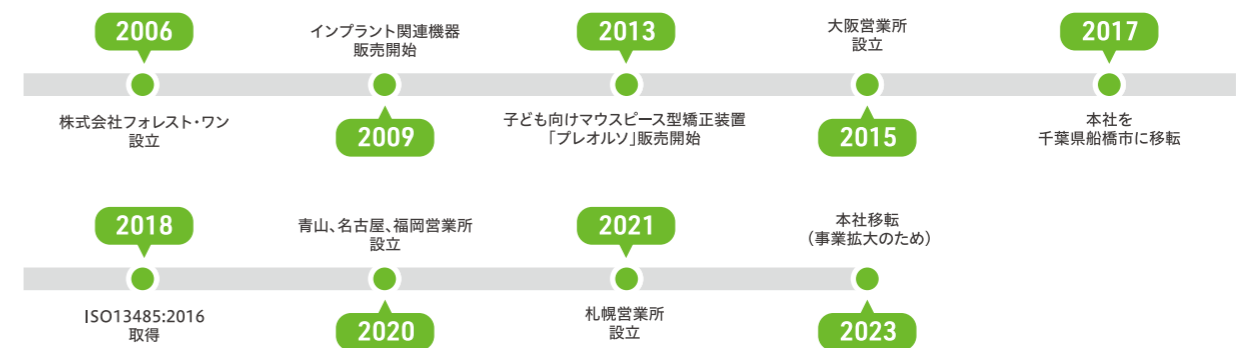 2006
株式会社フォレスト・ワン
設立
インプラント関連機器
販売開始
2009
2013
子ども向けマウスピース型矯正装置
「プレオルソ」販売開始
大阪営業所
設立
2015
2017
本社を
千葉県船橋市に移転
2018
ISO13485:2016
取得
青山、名古屋、福岡営業所
設立
2020
2021
札幌営業所
設立
本社移転
(事業拡大のため)
2023